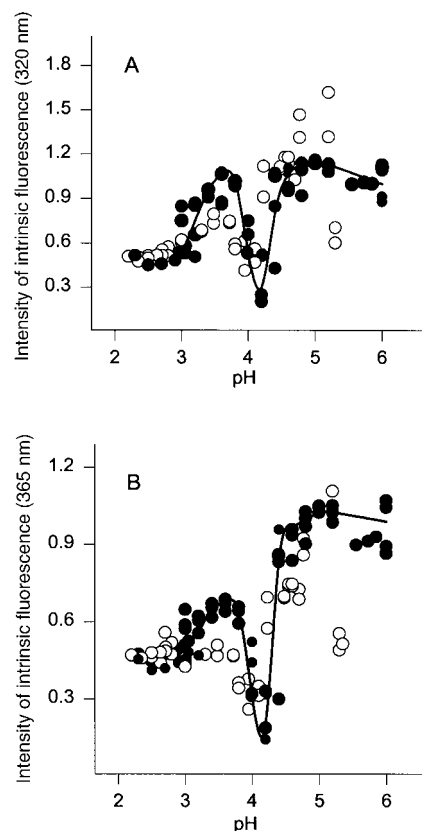 A
Intensity of intrinsic fluorescence (320 nm)
1.8
1.5
1.2
0.9
0.6
0.3
2 3 4 5 6
pH
B
Intensity of intrinsic fluorescence (365 nm)
1.2
0.9
0.6
0.3
2 3 4 5 6
pH